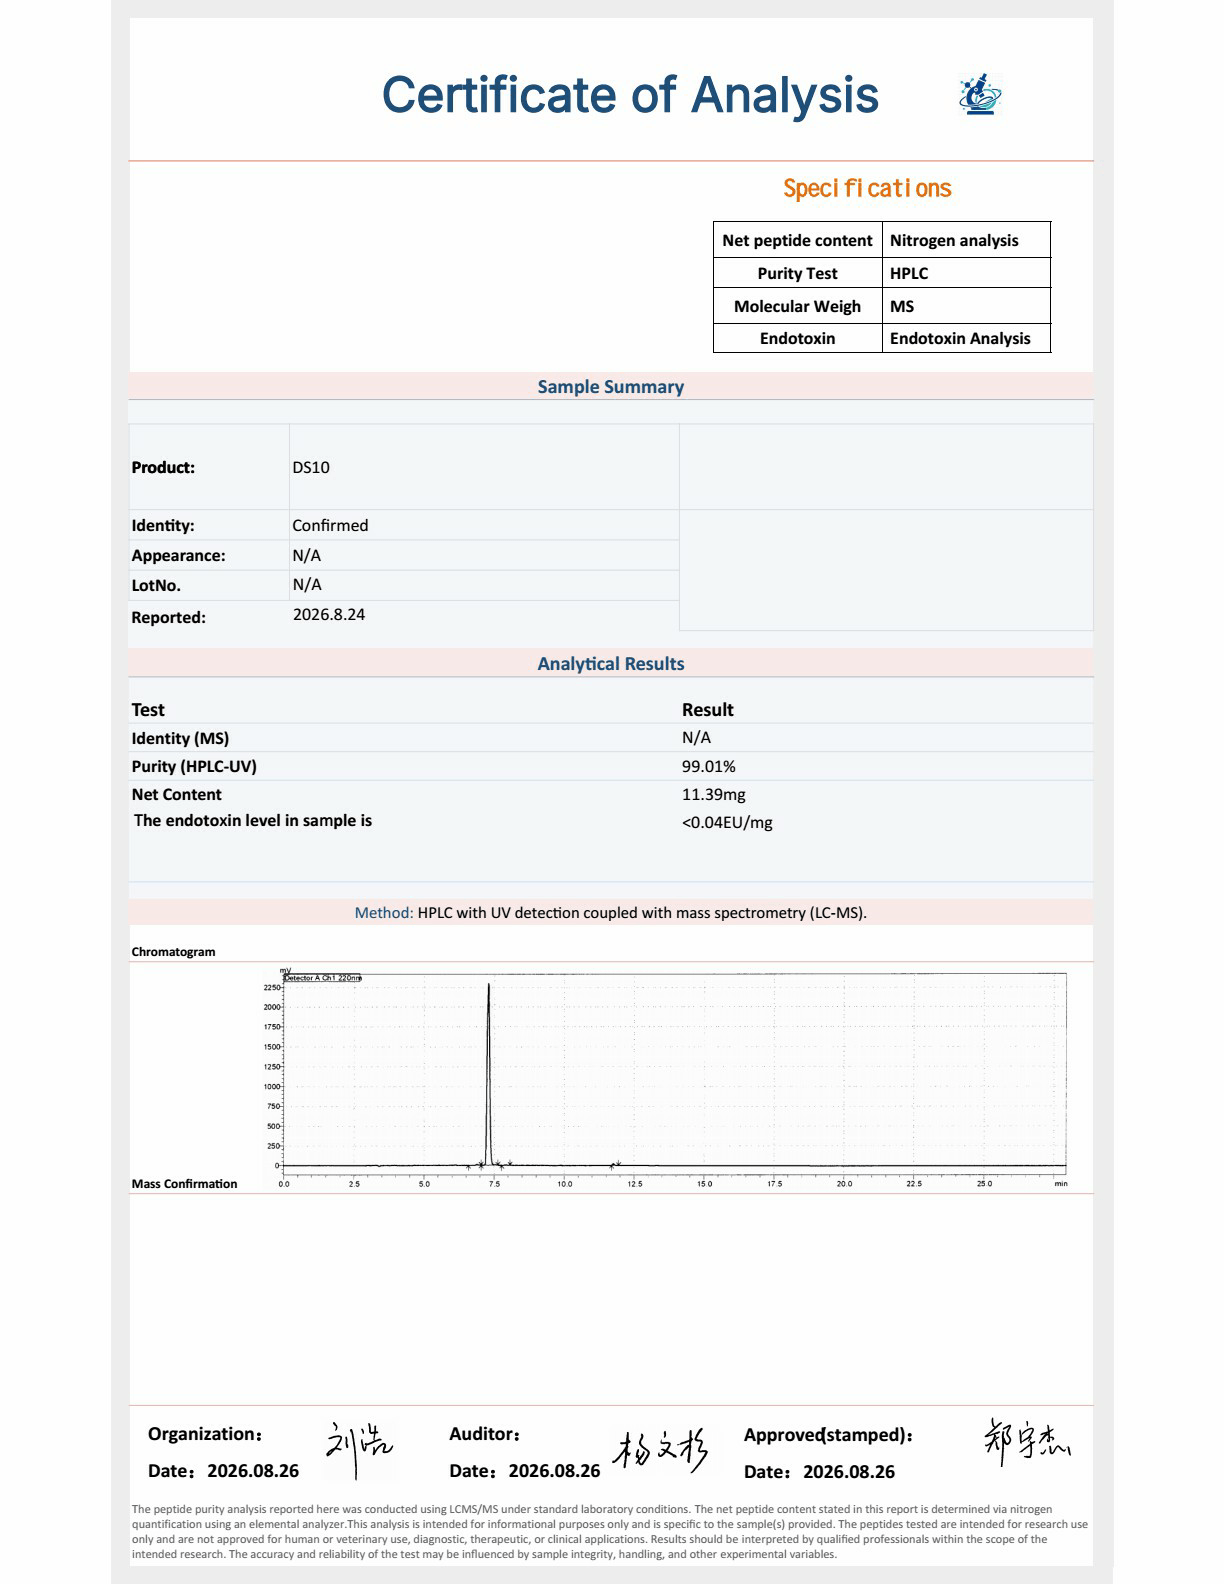 Certificate of Analysis
Specifications
Net peptide content Nitrogen analysis
Purity Test HPLC
Molecular Weigh MS
Endotoxin Endotoxin Analysis
Sample Summary
Product: DS10
Identity: Confirmed
Appearance: N/A
LotNo. N/A
Reported: 2026.8.24
Analytical Results
Test Result
Identity (MS) N/A
Purity (HPLC-UV) 99.01%
Net Content 11.39mg
The endotoxin level in sample is <0.04EU/mg
Method: HPLC with UV detection coupled with mass spectrometry (LC-MS).
Chromatogram
mV
Detector A Ch1 220nm
2250
2000
1750
1500
1250
1000
750
500
250
0
0.0 2.5 5.0 7.5 10.0 12.5 15.0 17.5 20.0 22.5 25.0 min
Mass Confirmation
Organization： 刘浩 Auditor： 杨文杉 Approved(stamped)： 郑宇杰
Date：2026.08.26 Date：2026.08.26 Date：2026.08.26
The peptide purity analysis reported here was conducted using LCMS/MS under standard laboratory conditions. The net peptide content stated in this report is determined via nitrogen
quantification using an elemental analyzer.This analysis is intended for informational purposes only and is specific to the sample(s) provided. The peptides tested are intended for research use
only and are not approved for human or veterinary use, diagnostic, therapeutic, or clinical applications. Results should be interpreted by qualified professionals within the scope of the
intended research. The accuracy and reliability of the test may be influenced by sample integrity, handling, and other experimental variables.